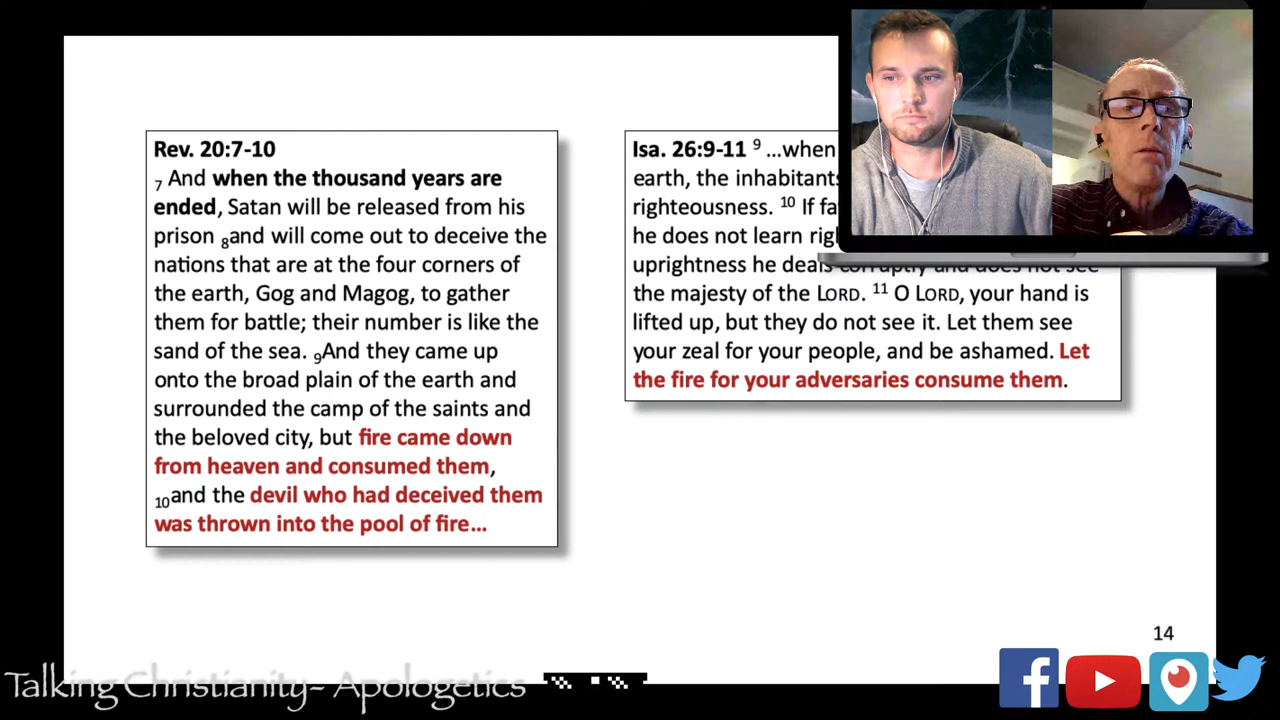 Rev. 20:7-10
7 And when the thousand years are
ended, Satan will be released from his
prison 8and will come out to deceive the
nations that are at the four corners of
the earth, Gog and Magog, to gather
them for battle; their number is like the
sand of the sea. 9And they came up
onto the broad plain of the earth and
surrounded the camp of the saints and
the beloved city, but fire came down
from heaven and consumed them,
10and the devil who had deceived them
was thrown into the pool of fire...
Isa. 26:9-11 9 ...when
earth, the inhabitants
righteousness. 10 If
he does not learn
uprightness he deals corruptly and does not see
the majesty of the LORD. 11 O LORD, your hand is
lifted up, but they do not see it. Let them see
your zeal for your people, and be ashamed. Let
the fire for your adversaries consume them.
14
Talking Christianity- Apologetics